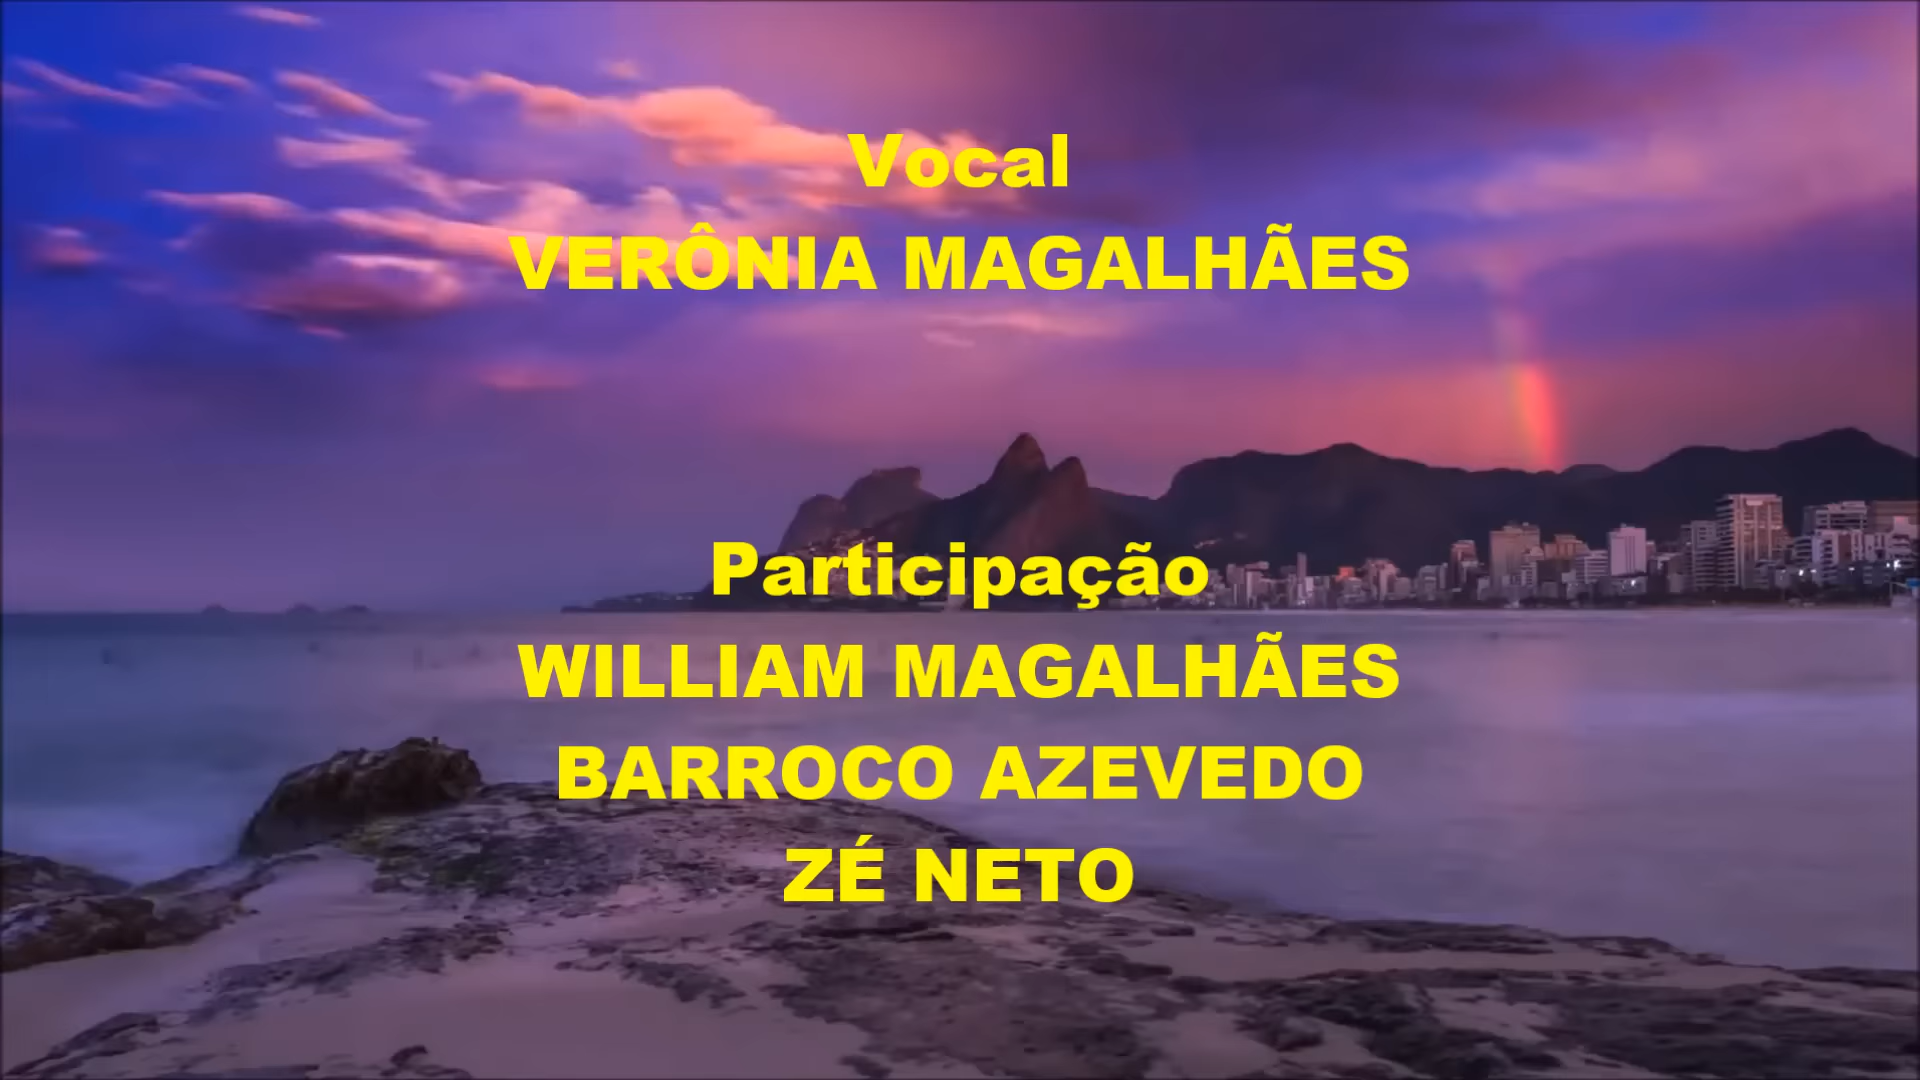 Vocal
VERÔNIA MAGALHÃES
Participação
WILLIAM MAGALHÃES
BARROCO AZEVEDO
ZÉ NETO